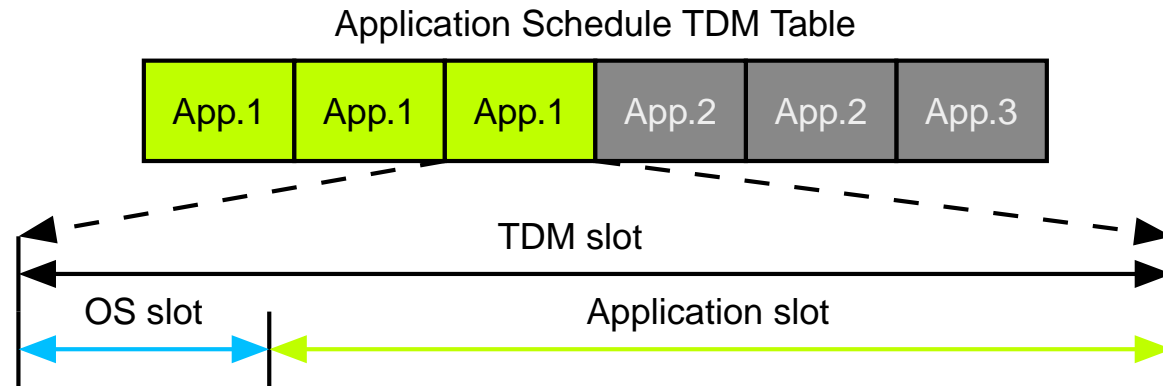 Application Schedule TDM Table
App.1 App.1 App.1 App.2 App.2 App.3
TDM slot
OS slot Application slot